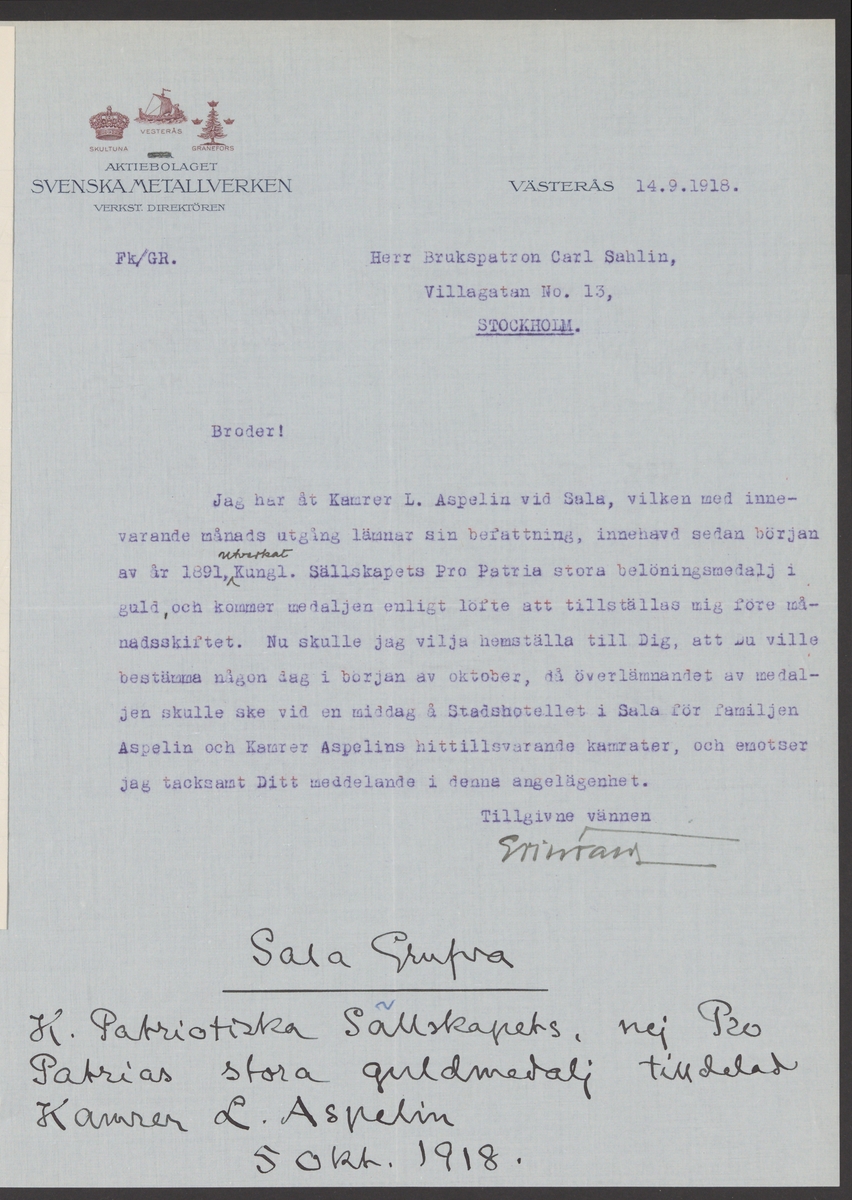 SKULTUNA
VESTERÅS
GRANEFORS
AKTIEBOLAGET
SVENSKA METALLVERKEN
VERKST. DIREKTÖREN
VÄSTERÅS 14.9.1918.
Fk/GR.
Herr Brukspatron Carl Sahlin,
Villagatan No. 13,
STOCKHOLM.
Broder!
Jag har åt Kamrer L. Aspelin vid Sala, vilken med inne-
varande månads utgång lämnar sin befattning, innehavd sedan början
av år 1891, utverkat Kungl. Sällskapets Pro Patria stora belöningsmedalj i
guld, och kommer medaljen enligt löfte att tillställas mig före må-
nadsskiftet. Nu skulle jag vilja hemställa till Dig, att Du ville
bestämma någon dag i början av oktober, då överlämnandet av medal-
jen skulle ske vid en middag å Stadshotellet i Sala för familjen
Aspelin och Kamrer Aspelins hittillsvarande kamrater, och emotser
jag tacksamt Ditt meddelande i denna angelägenhet.
Tillgivne vännen
Sala Grufva
K. Patriotiska Sällskapets, nej Pro
Patrias stora guldmedalj tilldelad
Kamrer L. Aspelin
5 Okt. 1918.